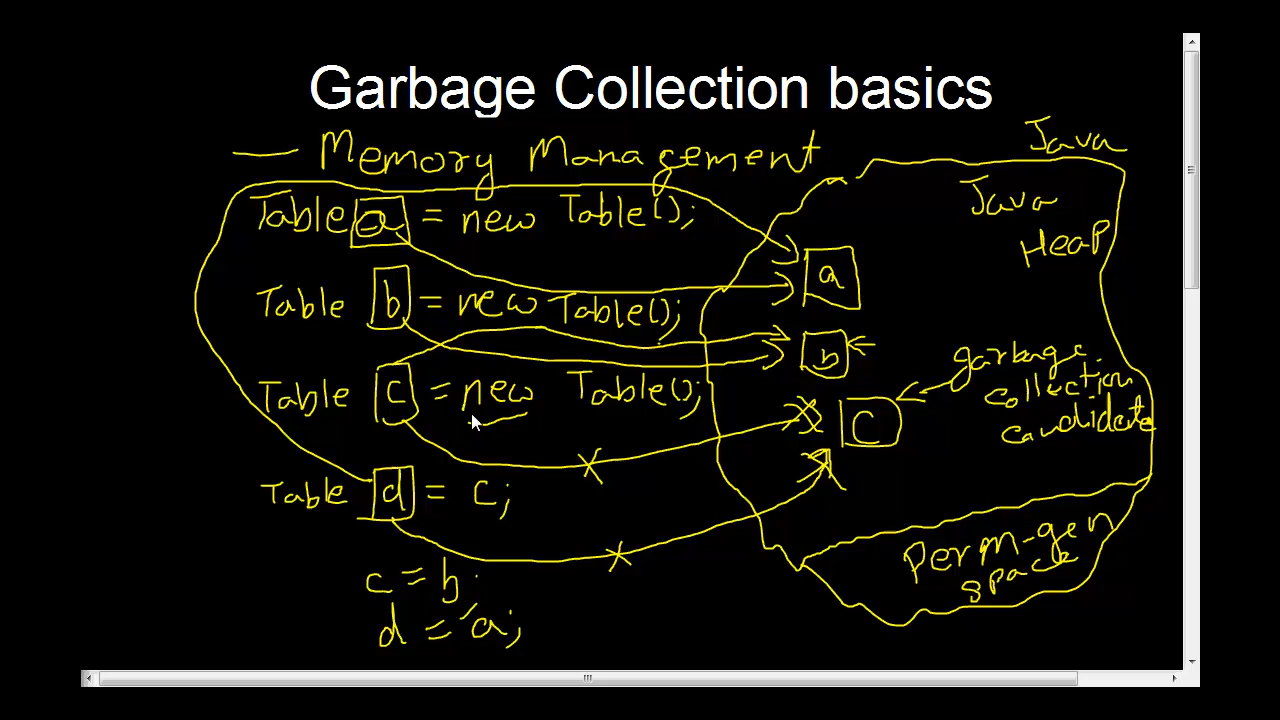 Garbage Collection basics
— Memory Management
Java
Table a = new Table();
Java
Heap
a
Table b = new Table();
b
garbage
collection
candidate
Table c = new Table();
C
Table d = c;
Perm-gen
space
c = b;
d = a;